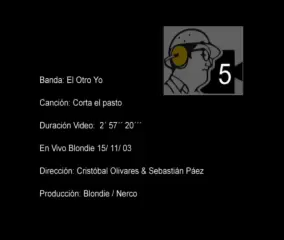 5
Banda: El Otro Yo
Canción: Corta el pasto
Duración Video: 2´ 57´´ 20´´´
En Vivo Blondie 15/ 11/ 03
Dirección: Cristóbal Olivares & Sebastián Páez
Producción: Blondie / Nerco